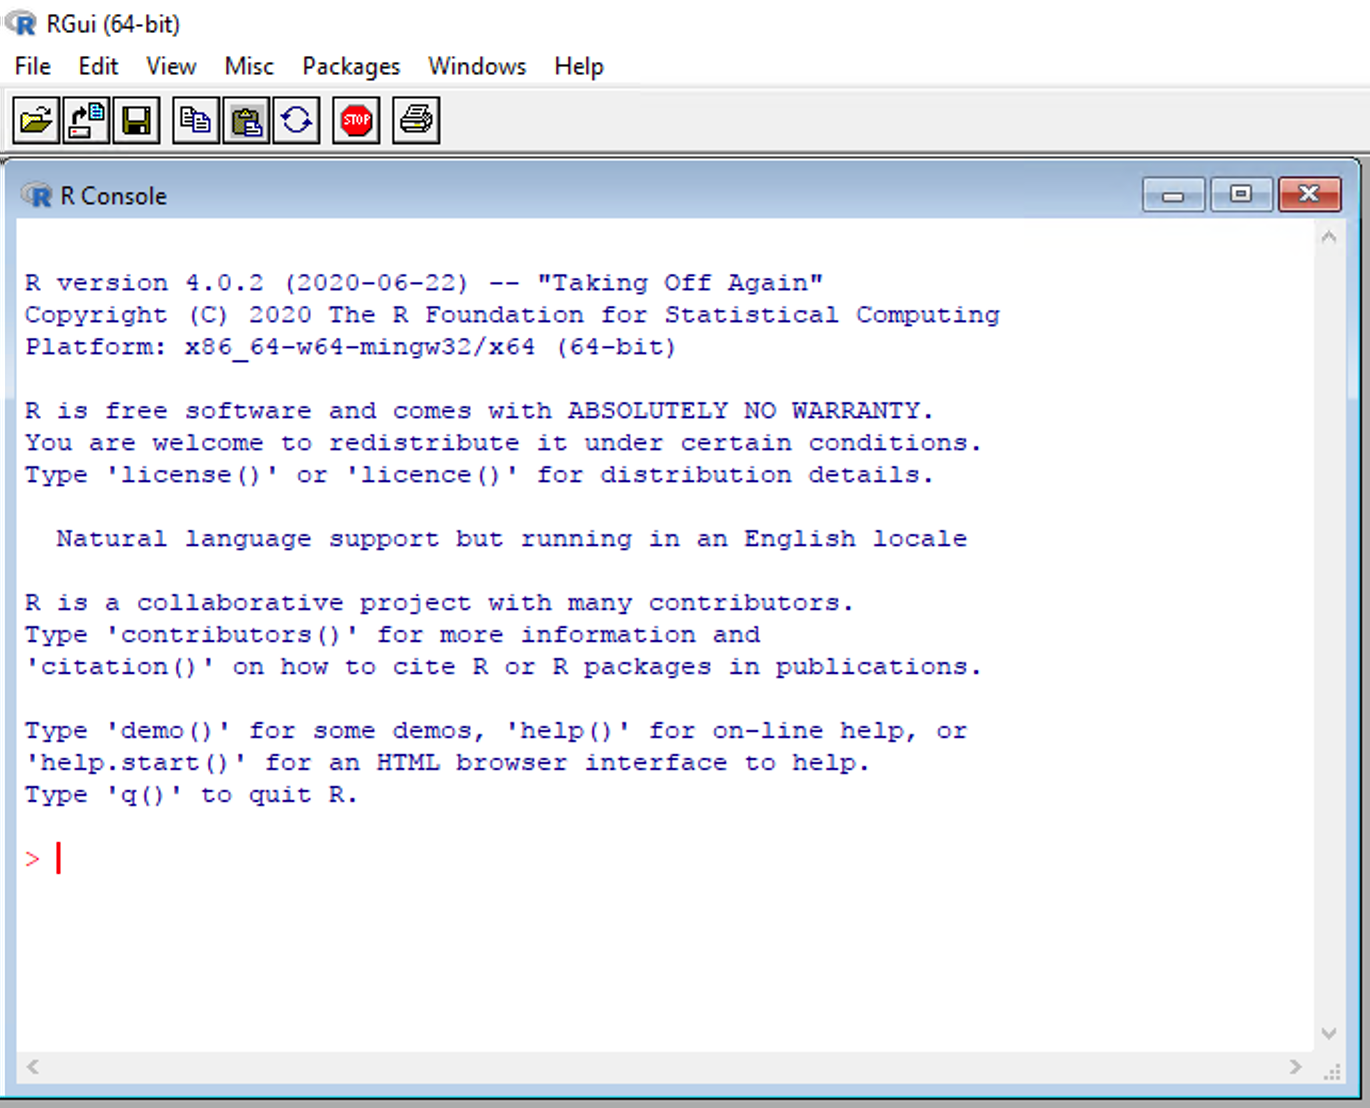 RGui (64-bit)
File Edit View Misc Packages Windows Help
STOP
R Console
R version 4.0.2 (2020-06-22) -- "Taking Off Again"
Copyright (C) 2020 The R Foundation for Statistical Computing
Platform: x86_64-w64-mingw32/x64 (64-bit)
R is free software and comes with ABSOLUTELY NO WARRANTY.
You are welcome to redistribute it under certain conditions.
Type 'license()' or 'licence()' for distribution details.
Natural language support but running in an English locale
R is a collaborative project with many contributors.
Type 'contributors()' for more information and
'citation()' on how to cite R or R packages in publications.
Type 'demo()' for some demos, 'help()' for on-line help, or
'help.start()' for an HTML browser interface to help.
Type 'q()' to quit R.
>